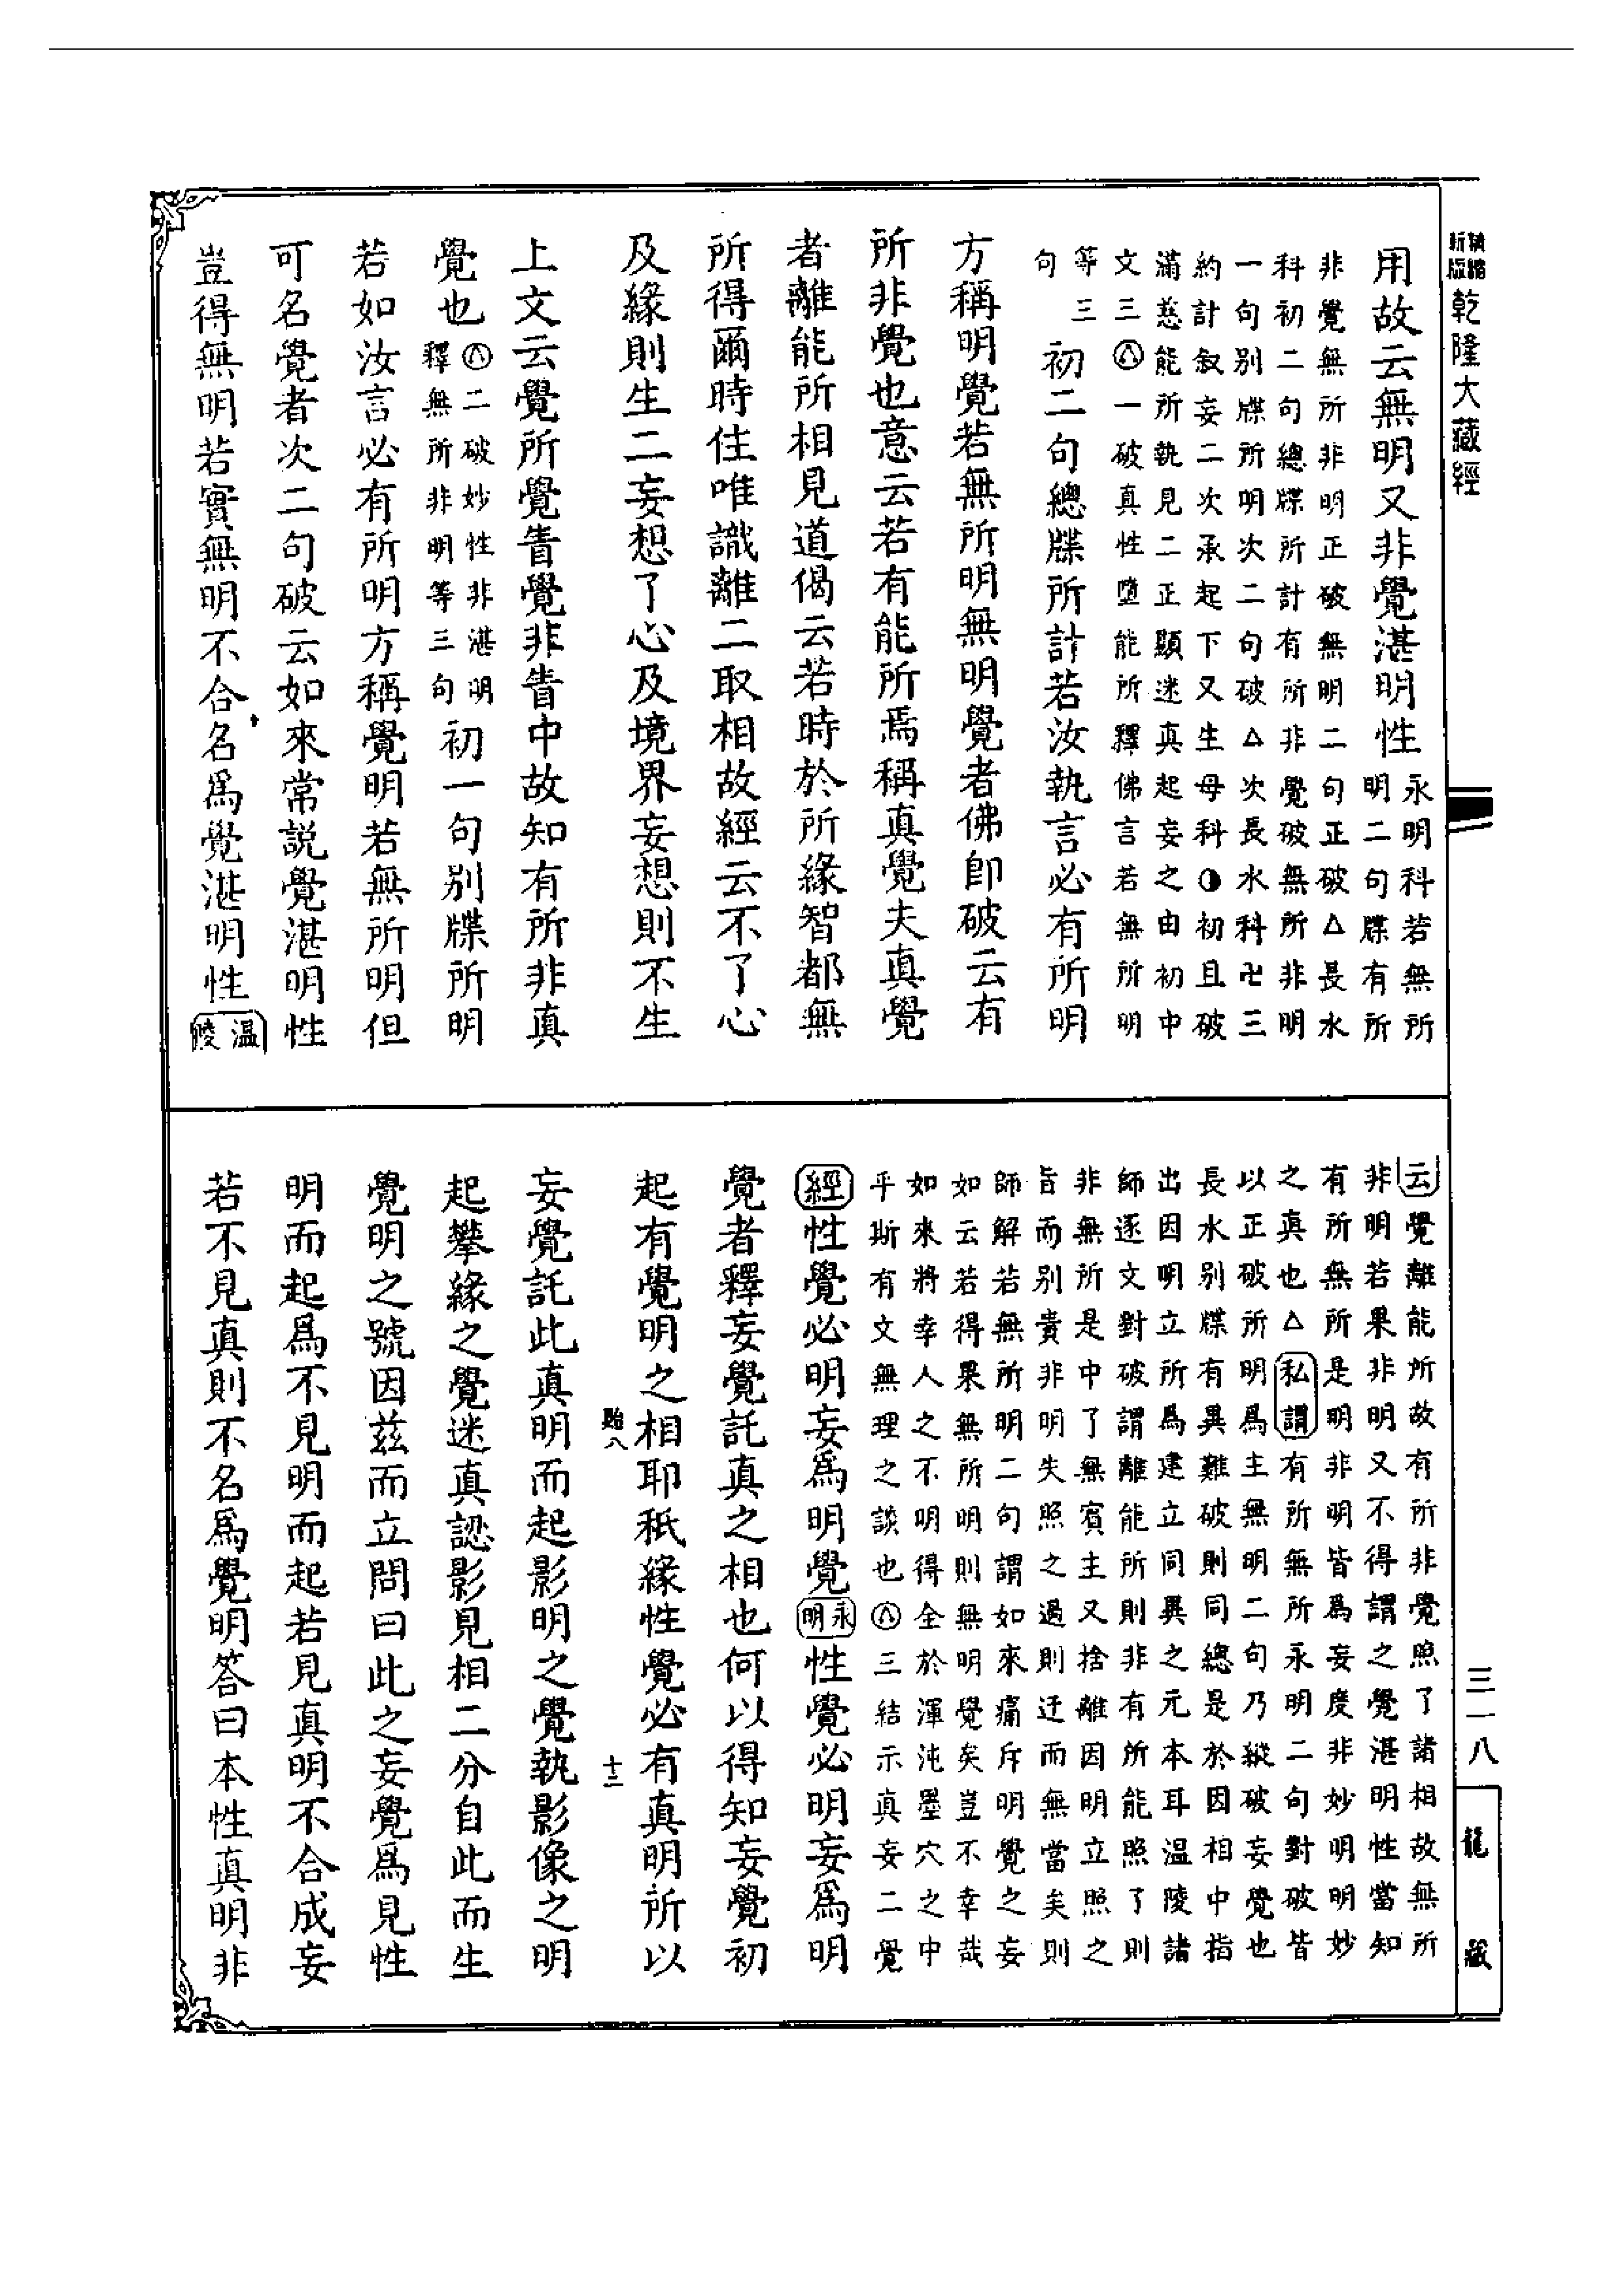 精縮新版乾隆大藏經
用故云無明又非覺湛明性永明科若無所
明二句牒有所
非覺無所非明正破無明二句正破△長水
科初二句總牒所計有所非覺破無所非明
一句別牒所明次二句破△次長水科卍三
約計敘妄二次承起下又生母科◑初且破
滿慈能所執見二正顯迷真起妄之由初中
文三㊇一破真性墮能所釋佛言若無所明
等三
句
初二句總牒所計若汝執言必有所明
方稱明覺若無所明無明覺者佛即破云有
所非覺也意云若有能所焉稱真覺夫真覺
者離能所相見道偈云若時於所緣智都無
所得爾時住唯識離二取相故經云不了心
及緣則生二妄想了心及境界妄想則不生
上文云覺所覺眚覺非眚中故知有所非真
覺也㊇二破妙性非湛明
釋無所非明等三句
初一句別牒所明
若如汝言必有所明方稱覺明若無所明但
可名覺者次二句破云如來常說覺湛明性
豈得無明若實無明不合名為覺湛明性溫陵
云覺離能所故有所非覺照了諸相故無所
非明若果非明又不得謂之覺湛明性當知
有所無所是明非明皆為妄度非妙明明妙
之真也△私謂有所無所永明二句對破皆
以正破所明為主無明二句乃縱破妄覺也
長水別牒有異難破則同總是於因相中指
出因明立所為建立同異之元本耳溫陵諸
師逐文對破謂離能所則非有所能照了則
非無所是中了無賓主又捨離因明立照之
旨而別責非明失照之過則迂而無當矣則
師解若無所明二句謂如來痛斥明覺之妄
如云若得果無所明則無明覺矣豈不幸哉
如來將幸人之不明得全於渾沌墨穴之中
乎斯有文無理之談也㊇三結示真妄二覺
經性覺必明妄為明覺永明性覺必明妄為明
覺者釋妄覺託真之相也何以得知妄覺初
起有覺明之相耶秪緣性覺必有真明所以
貽八
十三
妄覺託此真明而起影明之覺執影像之明
起攀緣之覺迷真認影見相二分自此而生
覺明之號因茲而立問曰此之妄覺為見性
明而起為不見明而起若見真明不合成妄
若不見真則不名為覺明答曰本性真明非
三一八
龍藏